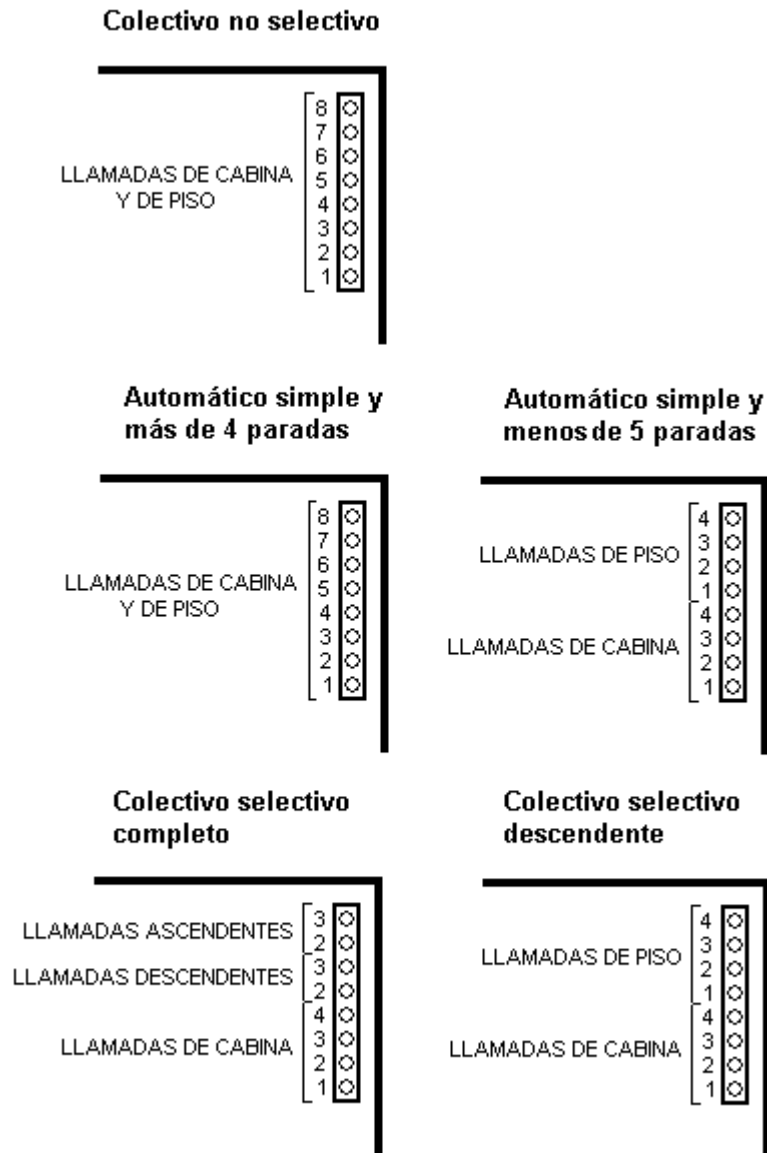 Colectivo no selectivo
8
7
6
LLAMADAS DE CABINA
Y DE PISO
5
4
3
2
1
Automático simple y
más de 4 paradas
8
7
6
LLAMADAS DE CABINA
Y DE PISO
5
4
3
2
1
Automático simple y
menos de 5 paradas
LLAMADAS DE PISO
4
3
2
1
LLAMADAS DE CABINA
4
3
2
1
Colectivo selectivo
completo
LLAMADAS ASCENDENTES
3
2
LLAMADAS DESCENDENTES
3
2
LLAMADAS DE CABINA
4
3
2
1
Colectivo selectivo
descendente
LLAMADAS DE PISO
4
3
2
1
LLAMADAS DE CABINA
4
3
2
1